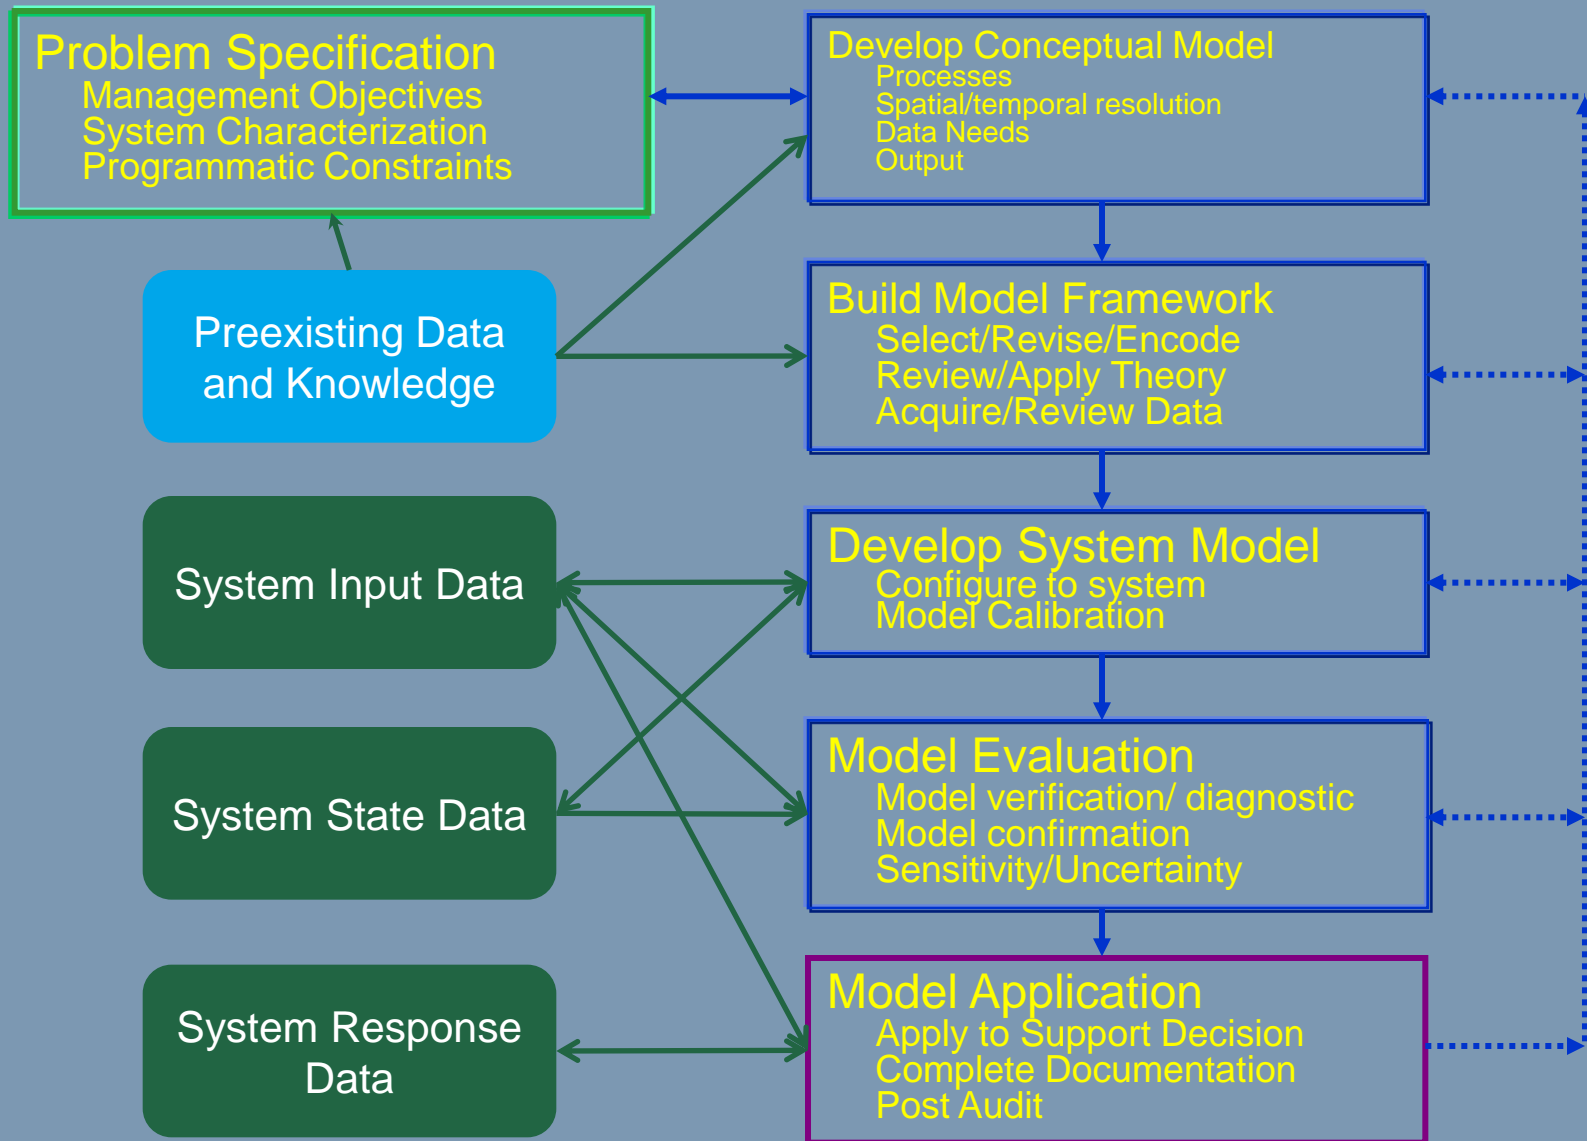 Problem Specification
Management Objectives
System Characterization
Programmatic Constraints
Develop Conceptual Model
Processes
Spatial/temporal resolution
Data Needs
Output
Preexisting Data
and Knowledge
Build Model Framework
Select/Revise/Encode
Review/Apply Theory
Acquire/Review Data
System Input Data
Develop System Model
Configure to system
Model Calibration
System State Data
Model Evaluation
Model verification/ diagnostic
Model confirmation
Sensitivity/Uncertainty
System Response
Data
Model Application
Apply to Support Decision
Complete Documentation
Post Audit